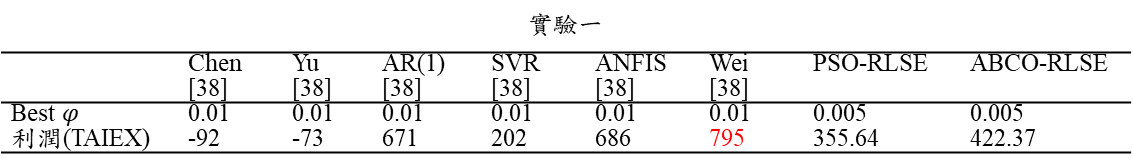 實驗一
Chen Yu AR(1) SVR ANFIS Wei PSO-RLSE ABCO-RLSE
[38] [38] [38] [38] [38] [38]
Best φ 0.01 0.01 0.01 0.01 0.01 0.01 0.005 0.005
利潤(TAIEX) -92 -73 671 202 686 795 355.64 422.37